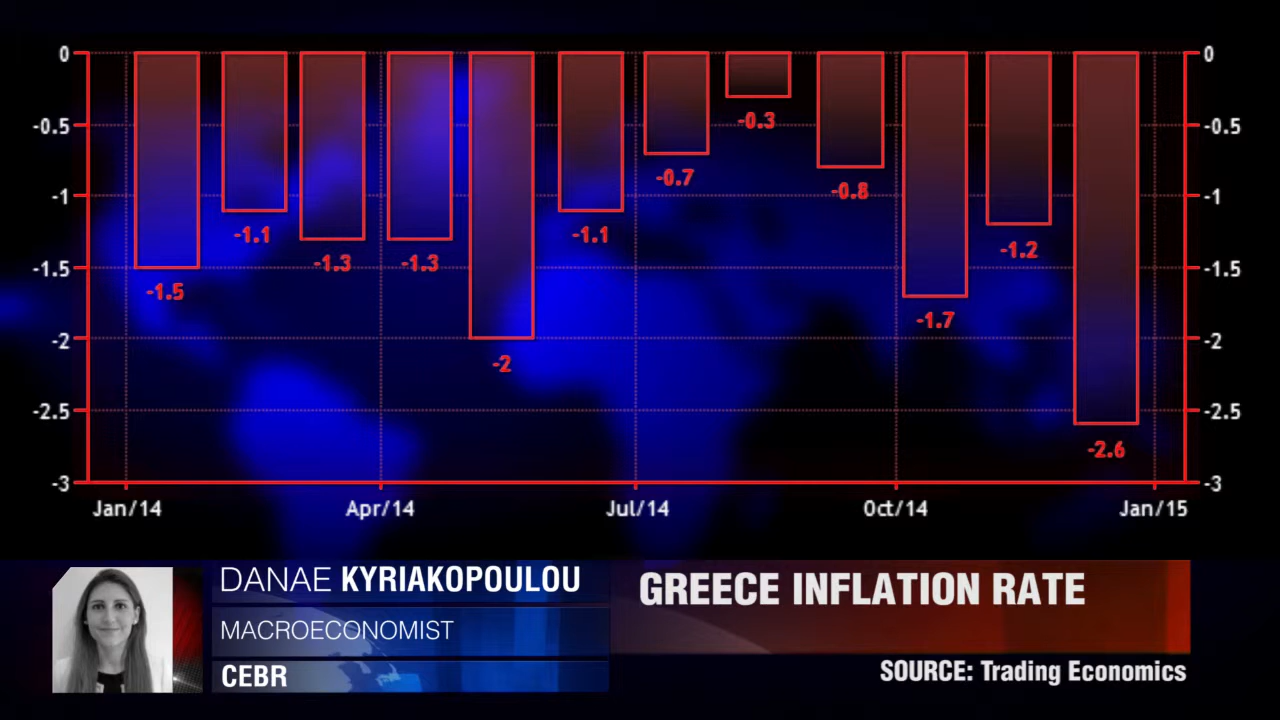 0 0
-0.5 -0.3 -0.5
-0.7
-1 -0.8 -1
-1.1 -1.1
-1.2
-1.5 -1.3 -1.3 -1.5
-1.5
-1.7
-2 -2
-2
-2.5 -2.5
-2.6
-3 -3
Jan/14 Apr/14 Jul/14 Oct/14 Jan/15
DANAE KYRIAKOPOULOU
MACROECONOMIST
CEBR
GREECE INFLATION RATE
SOURCE: Trading Economics